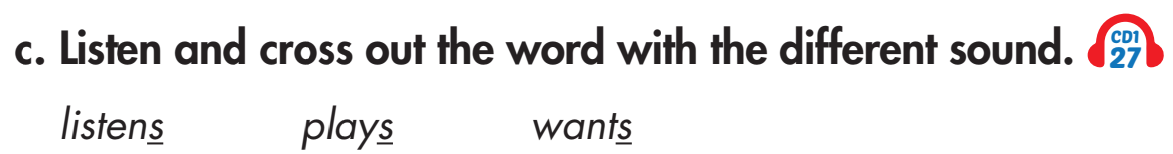 c. Listen and cross out the word with the different sound. CD1 27
listens plays wants